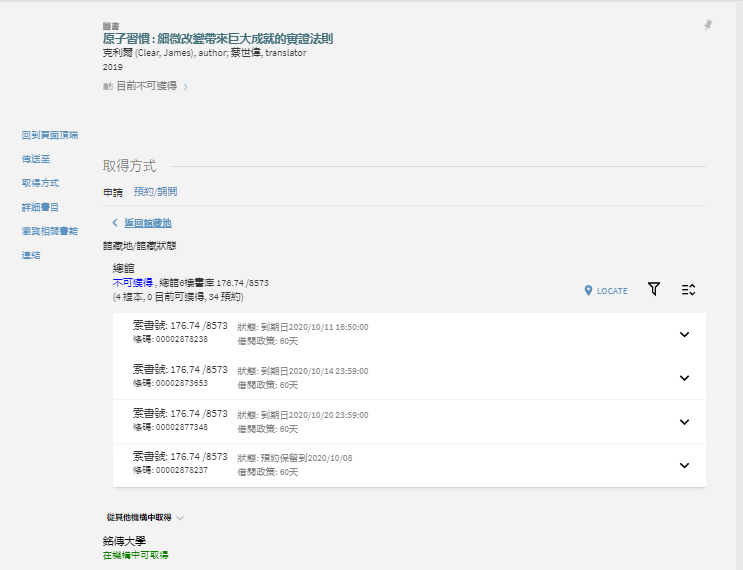 圖書
原子習慣 : 細微改變帶來巨大成就的實證法則
克利爾 (Clear, James), author; 蔡世偉, translator
2019
目前不可獲得
回到頁面頂端
傳送至
取得方式
詳細書目
瀏覽相關書籍
連結
取得方式
申請 預約/調閱
返回館藏地
館藏地/館藏狀態
總館
不可獲得 , 總館6樓書庫 176.74 /8573
(4 複本, 0 目前可獲得, 34 預約)
LOCATE
索書號: 176.74 /8573 狀態: 到期日2020/10/11 16:50:00
條碼: 00002878238 借閱政策: 60天
索書號: 176.74 /8573 狀態: 到期日2020/10/14 23:59:00
條碼: 00002873653 借閱政策: 60天
索書號: 176.74 /8573 狀態: 到期日2020/10/20 23:59:00
條碼: 00002877348 借閱政策: 60天
索書號: 176.74 /8573 狀態: 預約保留到2020/10/08
條碼: 00002878237 借閱政策: 60天
從其他機構中取得
銘傳大學
在機構中可取得